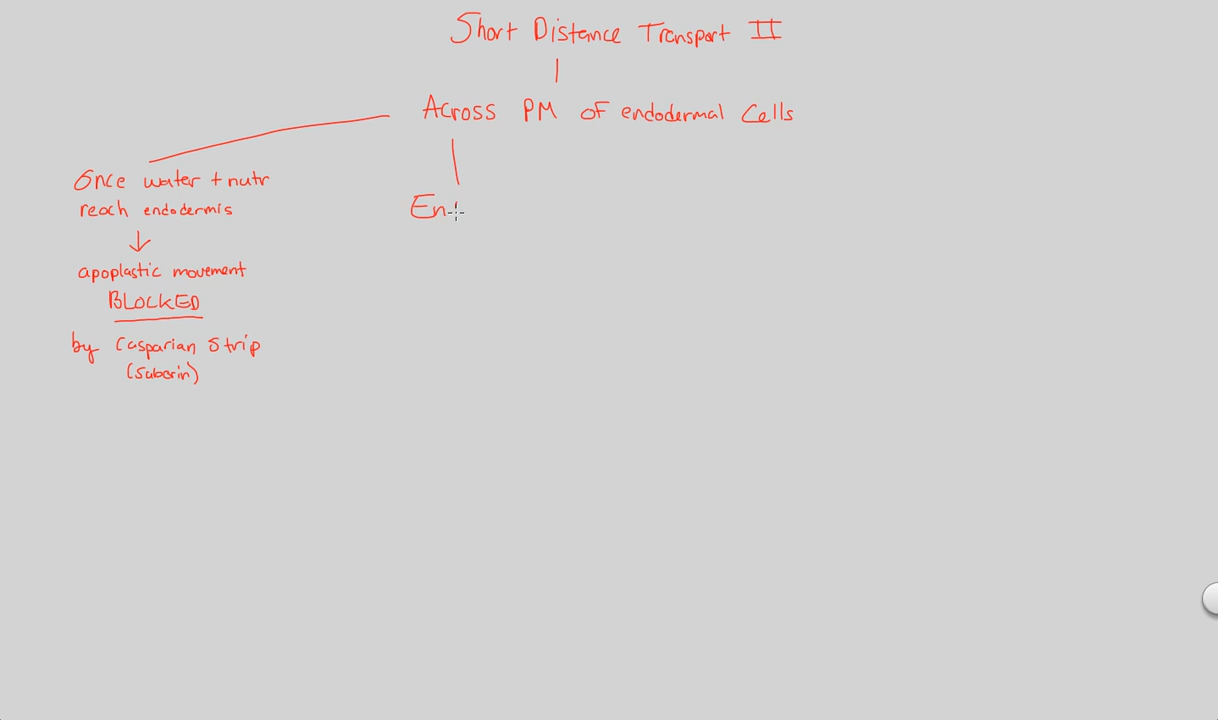 Short Distance Transport II
Across PM of endodermal Cells
Once water + nutr
reach endodermis
apoplastic movement
BLOCKED
by Casparian Strip
(Suberin)
En